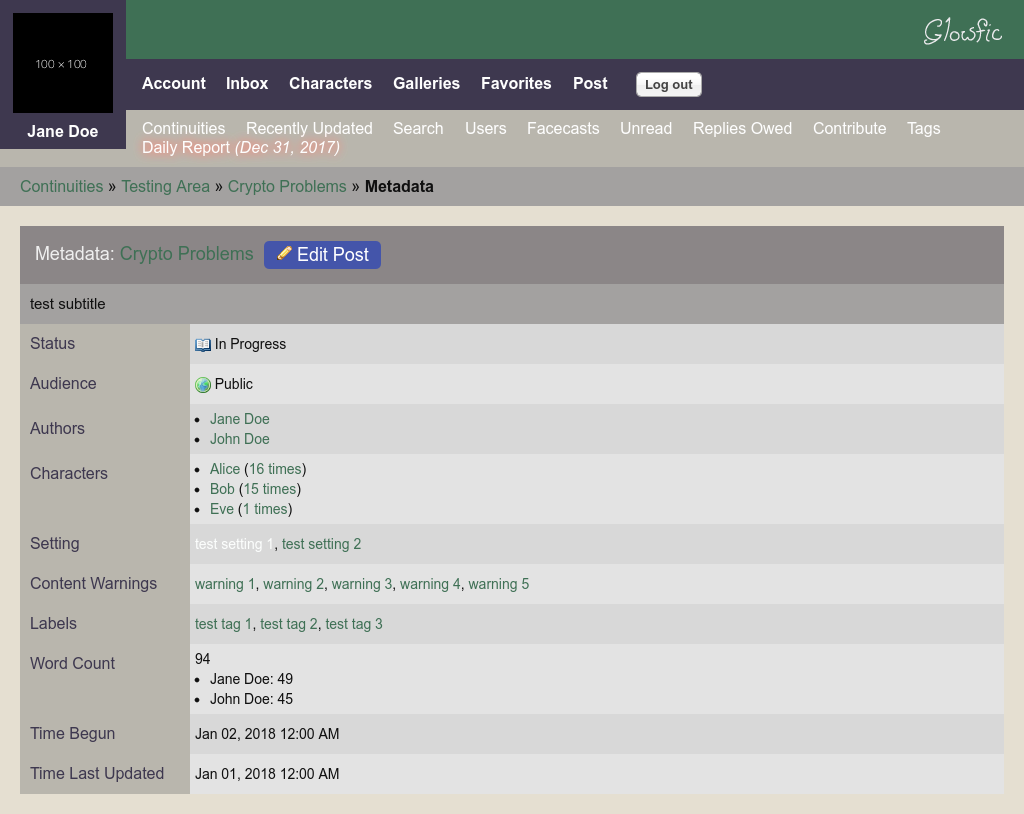 Glowfic
100 × 100
Jane Doe
Account Inbox Characters Galleries Favorites Post Log out
Continuities Recently Updated Search Users Facecasts Unread Replies Owed Contribute Tags
Daily Report (Dec 31, 2017)
Continuities » Testing Area » Crypto Problems » Metadata
Metadata: Crypto Problems Edit Post
test subtitle
Status In Progress
Audience Public
Authors
• Jane Doe
• John Doe
Characters
• Alice (16 times)
• Bob (15 times)
• Eve (1 times)
Setting test setting 1, test setting 2
Content Warnings warning 1, warning 2, warning 3, warning 4, warning 5
Labels test tag 1, test tag 2, test tag 3
Word Count 94
• Jane Doe: 49
• John Doe: 45
Time Begun Jan 02, 2018 12:00 AM
Time Last Updated Jan 01, 2018 12:00 AM